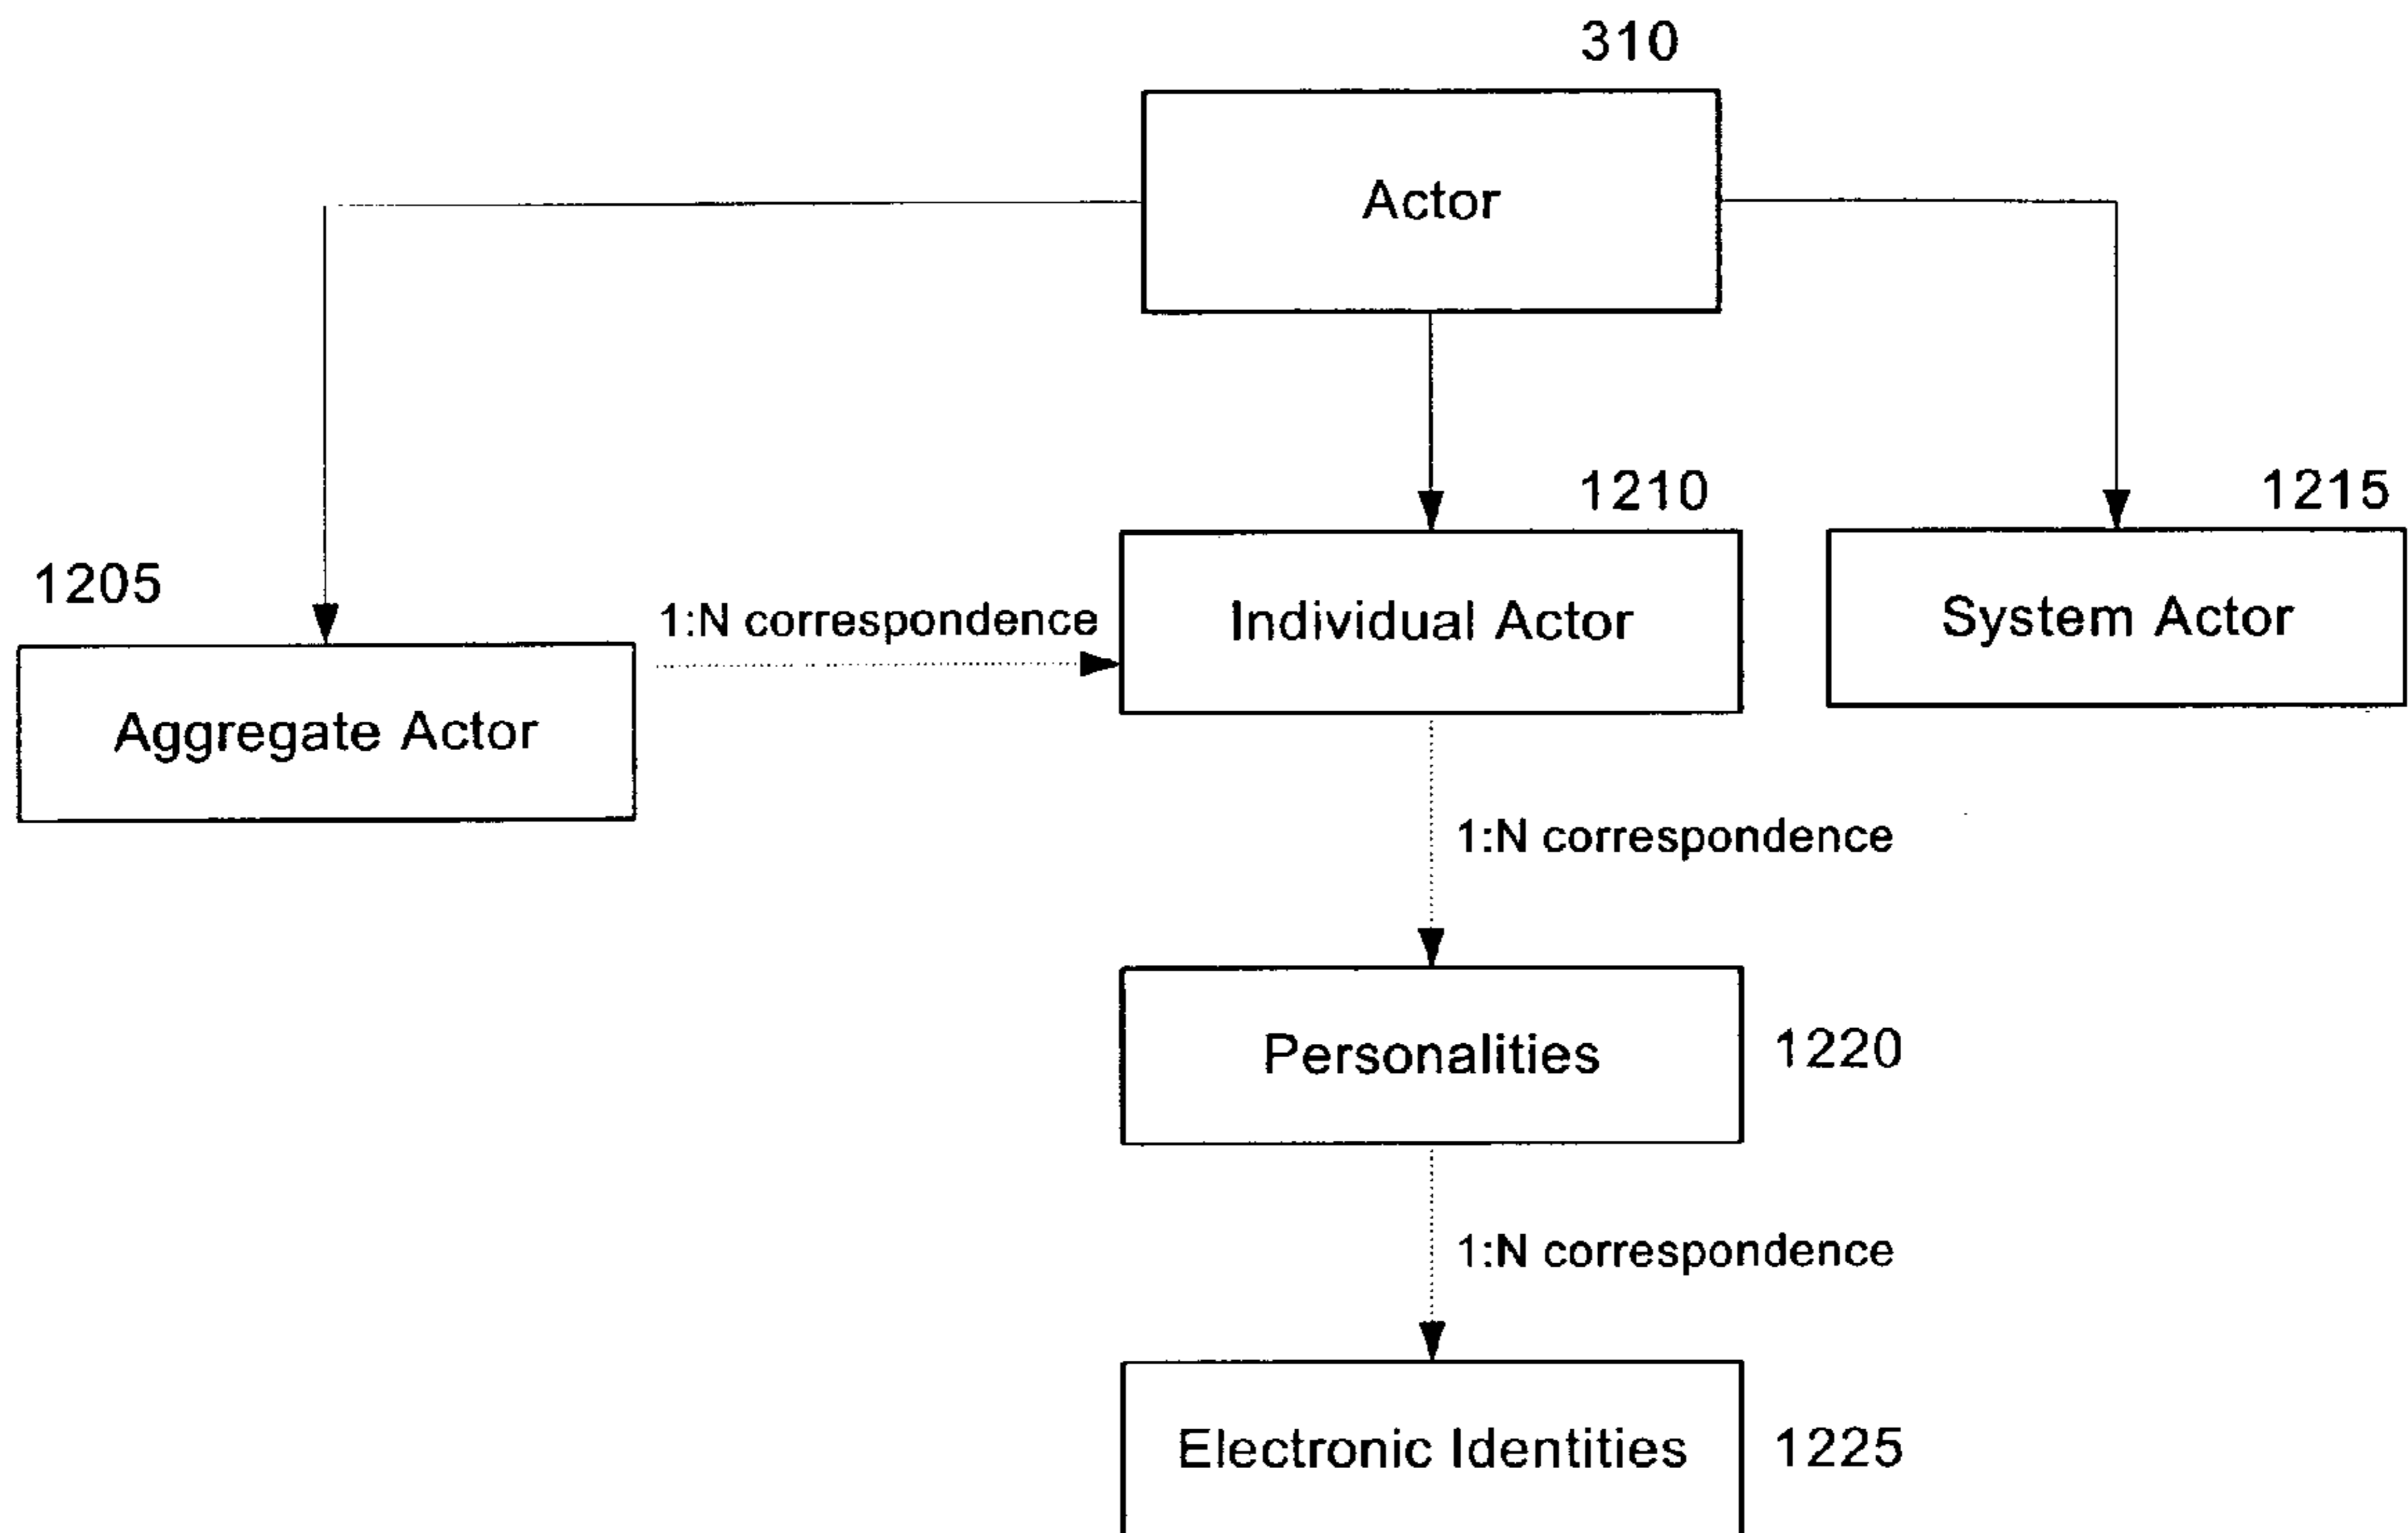 310
Actor
1210
1215
1205
1:N correspondence
Individual Actor
System Actor
Aggregate Actor
1:N correspondence
Personalities
1220
1:N correspondence
Electronic Identities
1225